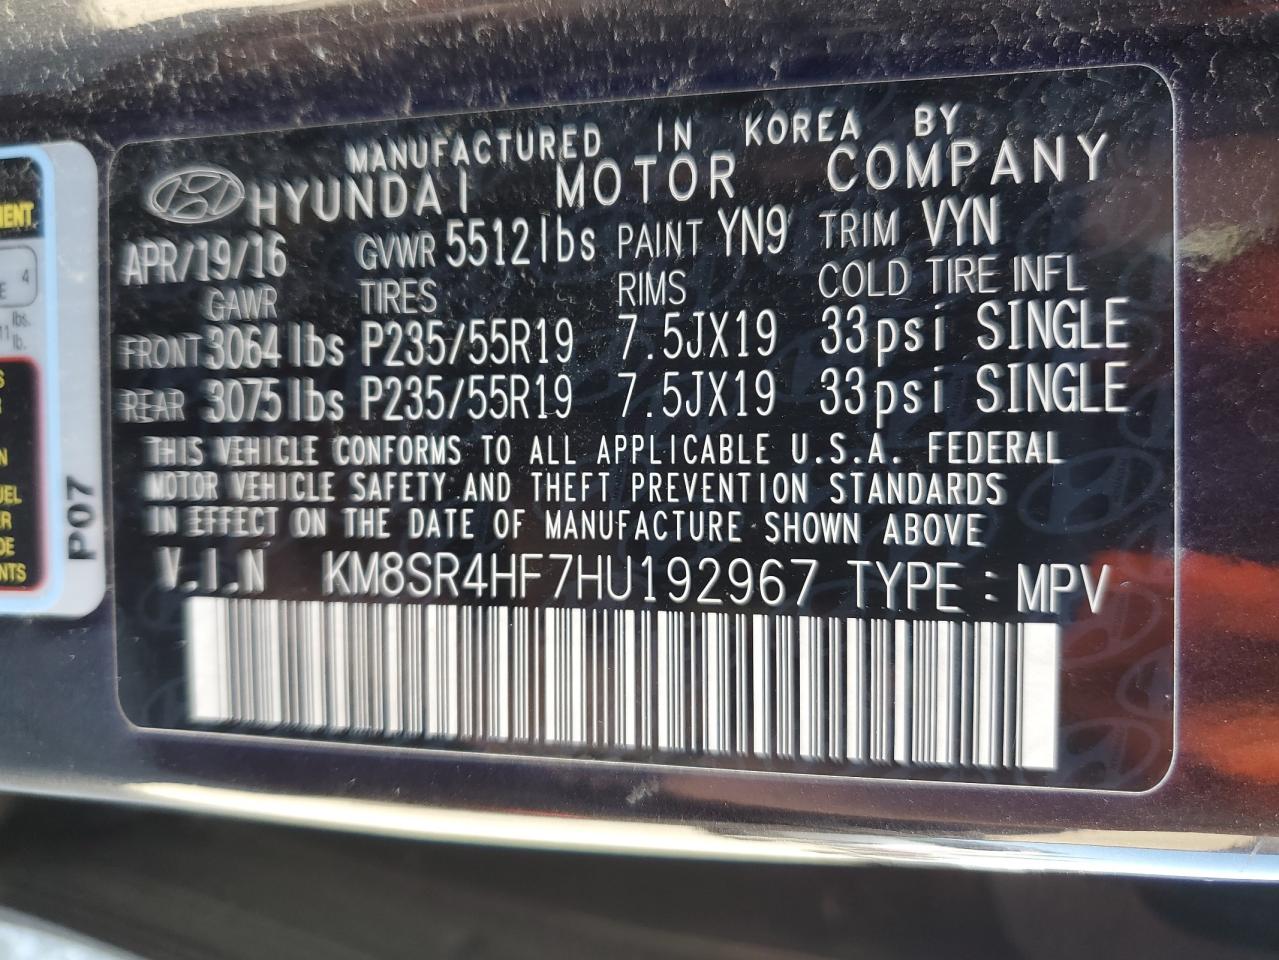 MANUFACTURED IN KOREA BY
HYUNDAI MOTOR COMPANY
APR/19/16 GVWR 5512lbs PAINT YN9 TRIM VYN
GAWR TIRES RIMS COLD TIRE INFL
FRONT 3064lbs P235/55R19 7.5JX19 33psi SINGLE
REAR 3075lbs P235/55R19 7.5JX19 33psi SINGLE
THIS VEHICLE CONFORMS TO ALL APPLICABLE U.S.A. FEDERAL
MOTOR VEHICLE SAFETY AND THEFT PREVENTION STANDARDS
IN EFFECT ON THE DATE OF MANUFACTURE SHOWN ABOVE
V.I.N KM8SR4HF7HU192967 TYPE : MPV
4
lbs.
lb.
P07